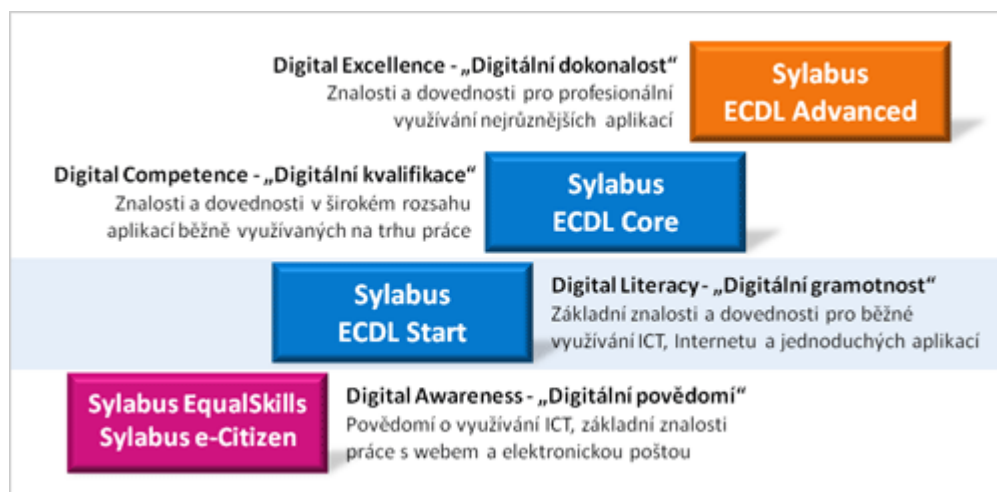 Digital Excellence - „Digitální dokonalost“
Znalosti a dovednosti pro profesionální
využívání nejrůznějších aplikací
Sylabus
ECDL Advanced
Digital Competence - „Digitální kvalifikace“
Znalosti a dovednosti v širokém rozsahu
aplikací běžně využívaných na trhu práce
Sylabus
ECDL Core
Sylabus
ECDL Start
Digital Literacy - „Digitální gramotnost“
Základní znalosti a dovednosti pro běžné
využívání ICT, Internetu a jednoduchých aplikací
Sylabus EqualSkills
Sylabus e-Citizen
Digital Awareness - „Digitální povědomí“
Povědomí o využívání ICT, základní znalosti
práce s webem a elektronickou poštou